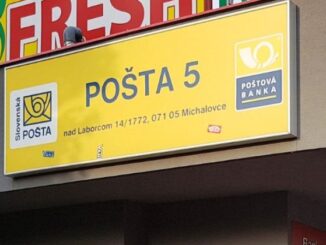 FRESH
Slovenská
POŠTA
POŠTA 5
nad Laborcom 14/1772, 071 05 Michalovce
POŠTOVÁ
BANKA